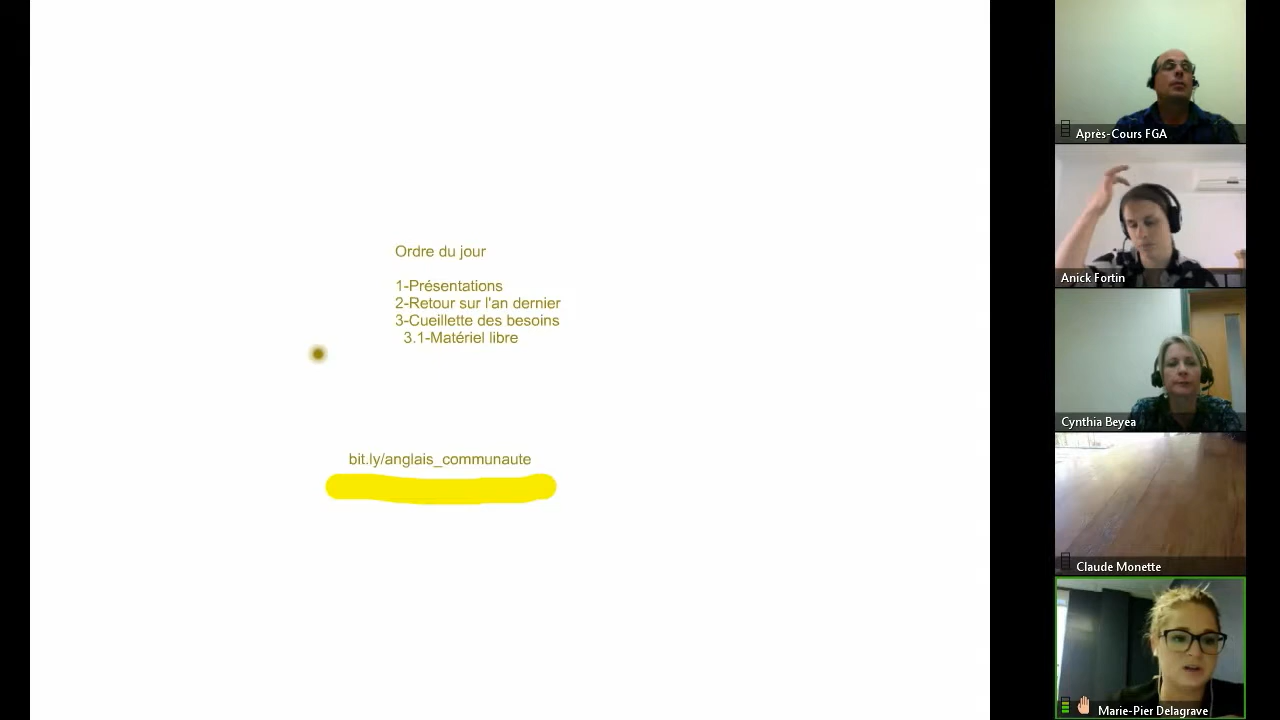 Ordre du jour
1-Présentations
2-Retour sur l'an dernier
3-Cueillette des besoins
3.1-Matériel libre
bit.ly/anglais_communaute
Après-Cours FGA
Anick Fortin
Cynthia Beyea
Claude Monette
Marie-Pier Delagrave